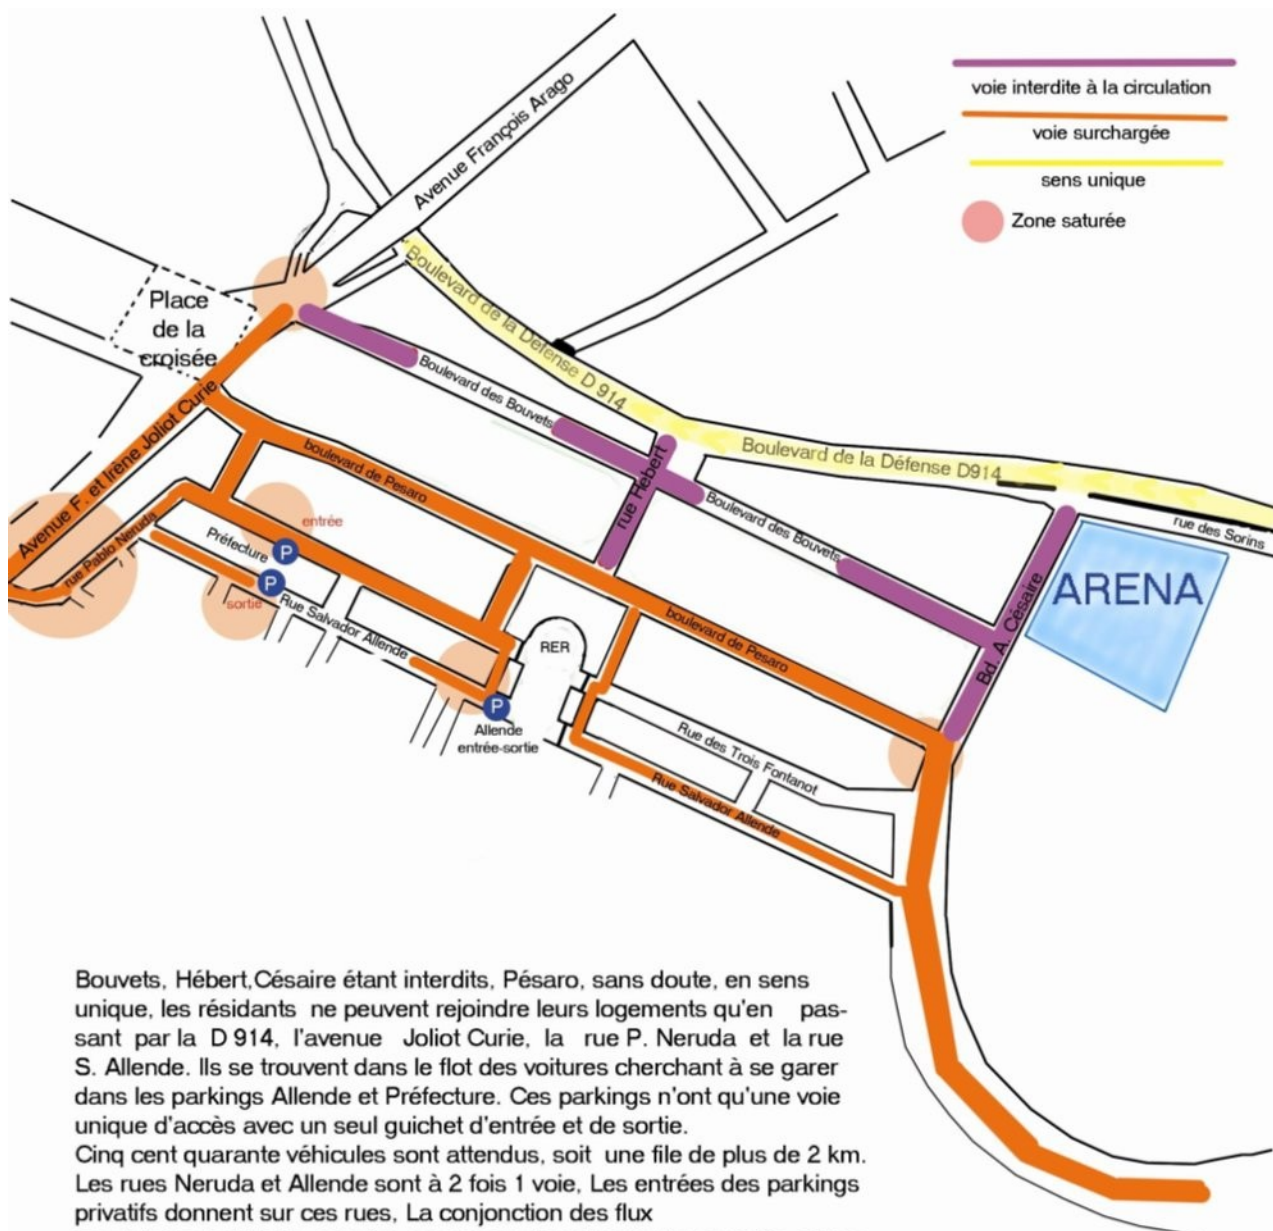 Avenue François Arago
voie interdite à la circulation
voie surchargée
sens unique
Zone saturée
Place
de la
croisée
Boulevard de la Défense D 914
Boulevard des Bouvets
Avenue F. et Irène Joliot Curie
boulevard de Pesaro
rue Hébert
Boulevard de la Défense D914
rue des Sorins
Boulevard des Bouvets
entrée
Préfecture
P
rue Pablo Neruda
P
sortie
Rue Salvador Allende
ARENA
Bd. A. Césaire
boulevard de Pesaro
RER
P
Allende
entrée-sortie
Rue des Trois Fontanot
Rue Salvador Allende
Bouvets, Hébert,Césaire étant interdits, Pésaro, sans doute, en sens
unique, les résidants ne peuvent rejoindre leurs logements qu'en pas-
sant par la D 914, l'avenue Joliot Curie, la rue P. Neruda et la rue
S. Allende. Ils se trouvent dans le flot des voitures cherchant à se garer
dans les parkings Allende et Préfecture. Ces parkings n'ont qu'une voie
unique d'accès avec un seul guichet d'entrée et de sortie.
Cinq cent quarante véhicules sont attendus, soit une file de plus de 2 km.
Les rues Neruda et Allende sont à 2 fois 1 voie, Les entrées des parkings
privatifs donnent sur ces rues, La conjonction des flux